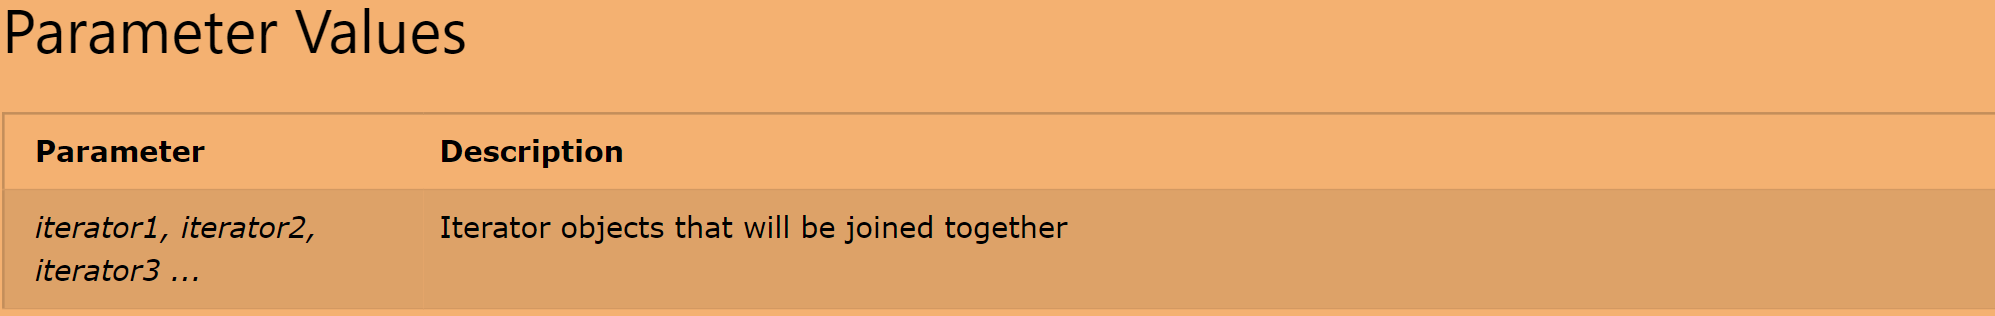 Parameter Values
Parameter Description
iterator1, iterator2, Iterator objects that will be joined together
iterator3 ...